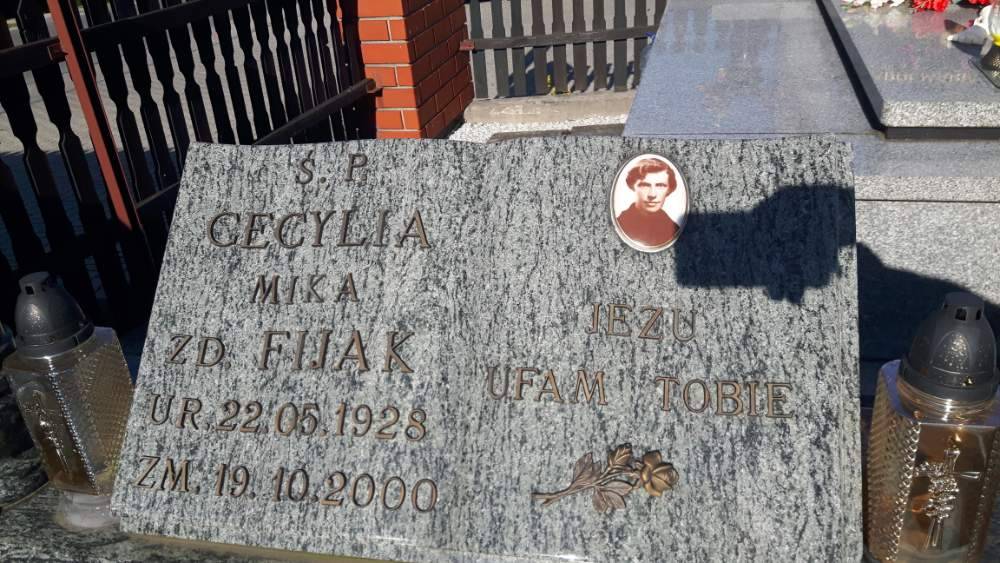 Ś. P.
CECYLIA
MIKA
ZD. FIJAK
UR. 22.05.1928
ZM. 19.10.2000
JEZU
UFAM TOBIE